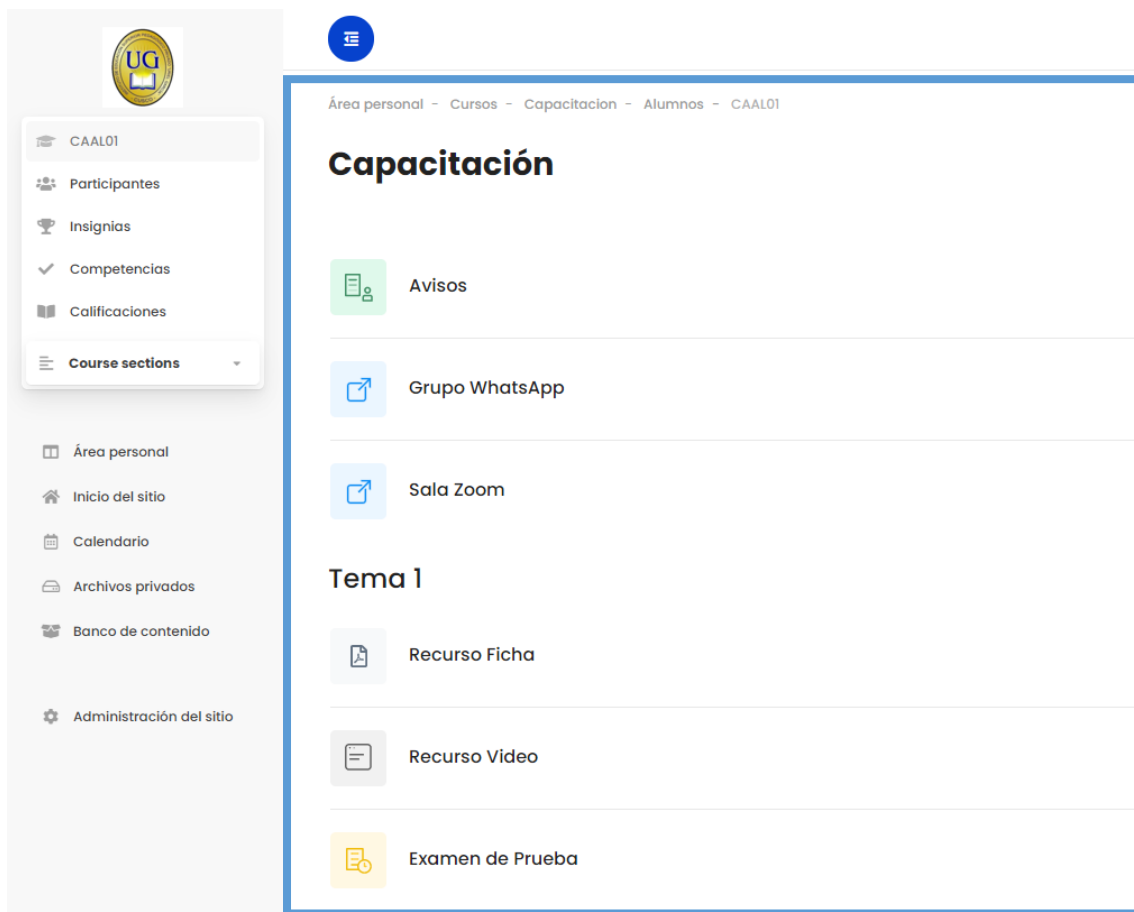 UG
CUSCO
CAAL01
Participantes
Insignias
Competencias
Calificaciones
Course sections
Área personal
Inicio del sitio
Calendario
Archivos privados
Banco de contenido
Administración del sitio
Área personal - Cursos - Capacitacion - Alumnos - CAAL01
Capacitación
Avisos
Grupo WhatsApp
Sala Zoom
Tema 1
Recurso Ficha
Recurso Video
Examen de Prueba